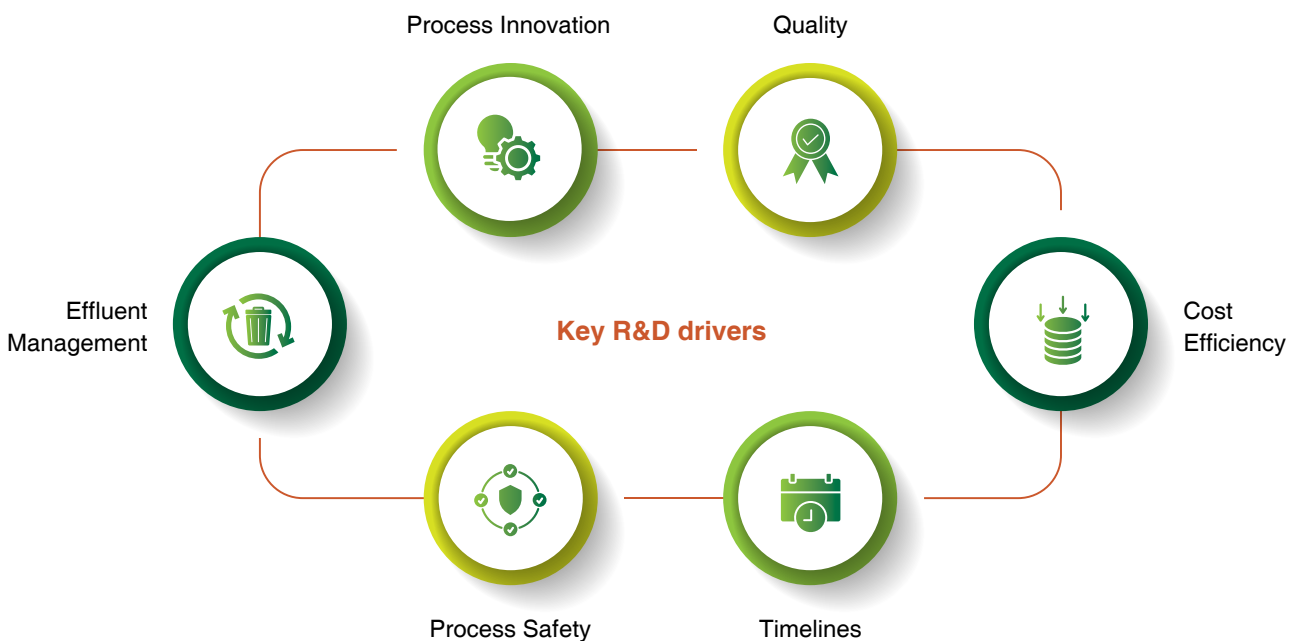 Process Innovation
Quality
Effluent
Management
Key R&D drivers
Cost
Efficiency
Process Safety
Timelines